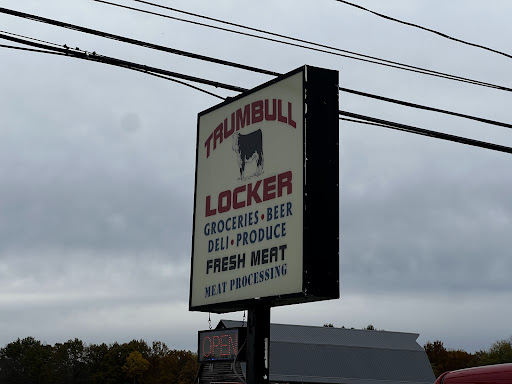 TRUMBULL
LOCKER
GROCERIES • BEER
DELI • PRODUCE
FRESH MEAT
MEAT PROCESSING
OPEN